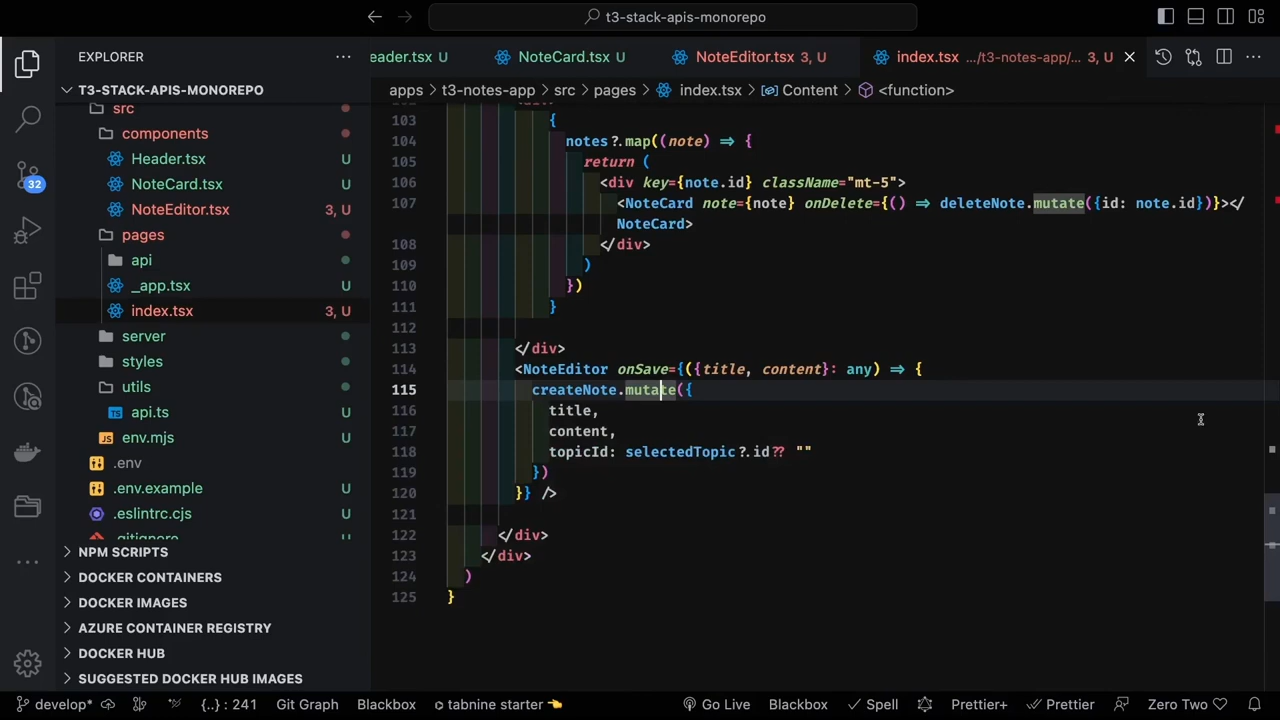 t3-stack-apis-monorepo
EXPLORER
eader.tsx U
NoteCard.tsx U
NoteEditor.tsx 3, U
index.tsx .../t3-notes-app/... 3, U
T3-STACK-APIS-MONOREPO
apps > t3-notes-app > src > pages > index.tsx > Content > <function>
src
components
Header.tsx U
NoteCard.tsx U
NoteEditor.tsx 3, U
pages
api
_app.tsx U
index.tsx 3, U
server
styles
utils
api.ts U
env.mjs U
.env
.env.example U
.eslintrc.cjs U
.gitignore U
NPM SCRIPTS
DOCKER CONTAINERS
DOCKER IMAGES
AZURE CONTAINER REGISTRY
DOCKER HUB
SUGGESTED DOCKER HUB IMAGES
32
103 {
104 notes?.map((note) => {
105 return (
106 <div key={note.id} className="mt-5">
107 <NoteCard note={note} onDelete={() => deleteNote.mutate({id: note.id})}></
NoteCard>
108 </div>
109 )
110 })
111 }
112
113 </div>
114 <NoteEditor onSave={({title, content}: any) => {
115 createNote.mutate({
116 title,
117 content,
118 topicId: selectedTopic?.id?? ""
119 })
120 }} />
121
122 </div>
123 </div>
124 )
125 }
develop* {..} : 241 Git Graph Blackbox tabnine starter 👈 Go Live Blackbox Spell Prettier+ Prettier Zero Two